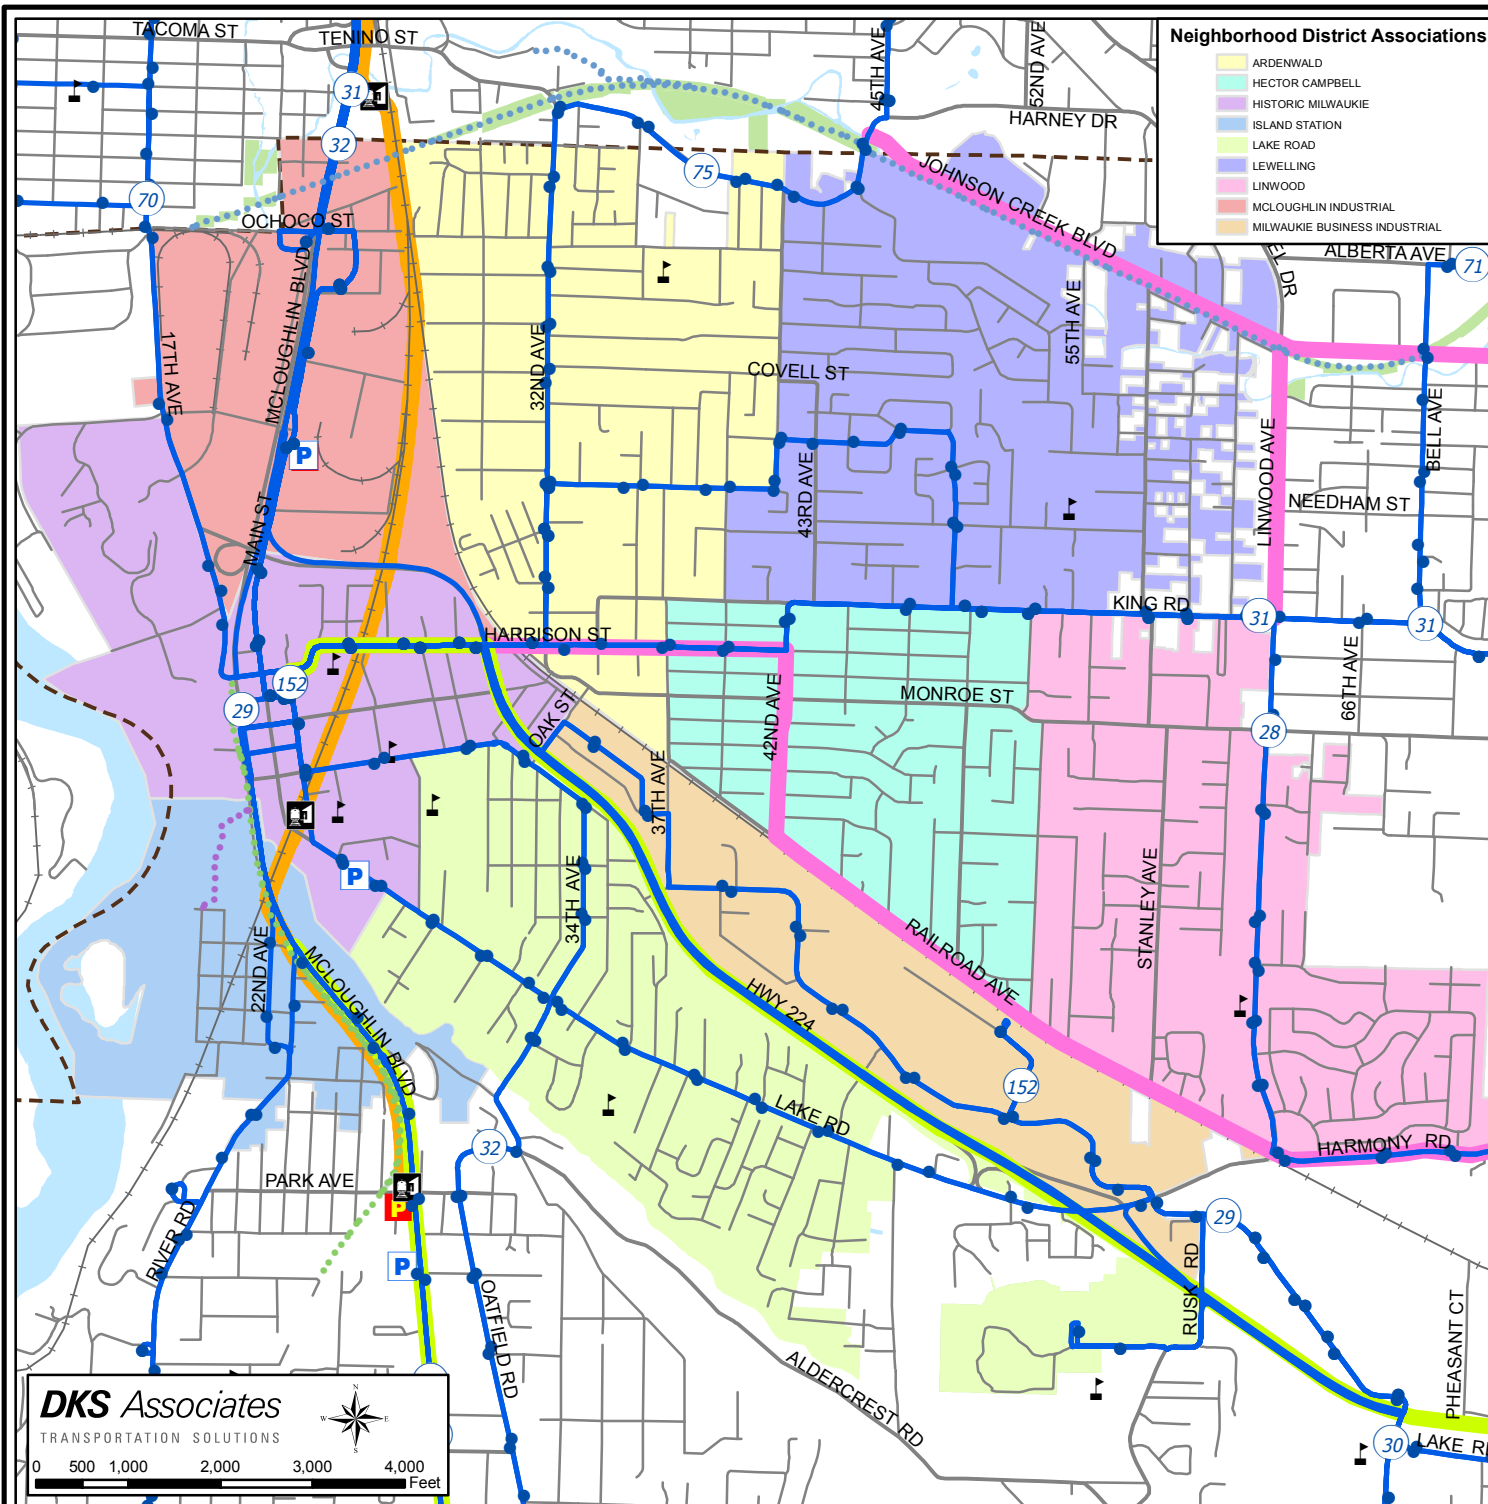 TACOMA ST
TENINO ST
45TH AVE
52ND AVE
HARNEY DR
Neighborhood District Associations
ARDENWALD
HECTOR CAMPBELL
HISTORIC MILWAUKIE
ISLAND STATION
LAKE ROAD
LEWELLING
LINWOOD
MCLOUGHLIN INDUSTRIAL
MILWAUKIE BUSINESS INDUSTRIAL
31
32
75
70
JOHNSON CREEK BLVD
OCHOCO ST
EL DR
ALBERTA AVE
71
MCLOUGHLIN BLVD
17TH AVE
32ND AVE
55TH AVE
COVELL ST
LINWOOD AVE
BELL AVE
P
43RD AVE
NEEDHAM ST
MAIN ST
KING RD
31
31
HARRISON ST
66TH AVE
152
29
MONROE ST
42ND AVE
OAK ST
28
37TH AVE
P
34TH AVE
STANLEY AVE
22ND AVE
RAILROAD AVE
MCLOUGHLIN BLVD
HWY 224
152
LAKE RD
32
HARMONY RD
PARK AVE
P
29
RIVER RD
P
RUSK RD
OATFIELD RD
PHEASANT CT
ALDERCREST RD
30
LAKE R
DKS Associates
TRANSPORTATION SOLUTIONS
N
W E
S
0 500 1,000 2,000 3,000 4,000
Feet